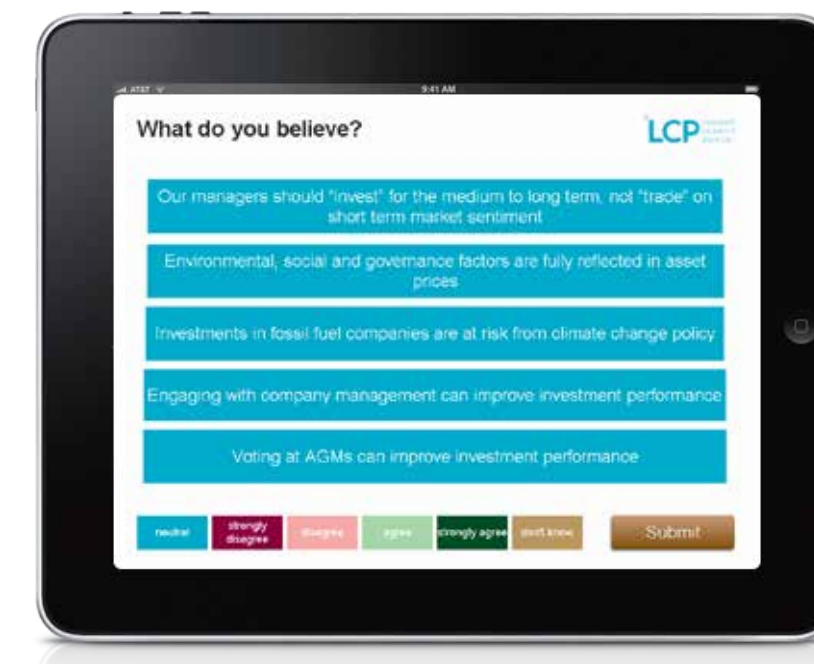 AT&T
9:41 AM
What do you believe?
LCP
Our managers should "invest" for the medium to long term, not "trade" on
short term market sentiment
Environmental, social and governance factors are fully reflected in asset
prices
Investments in fossil fuel companies are at risk from climate change policy
Engaging with company management can improve investment performance
Voting at AGMs can improve investment performance
neutral
strongly
disagree
disagree
agree
strongly agree
don't know
Submit